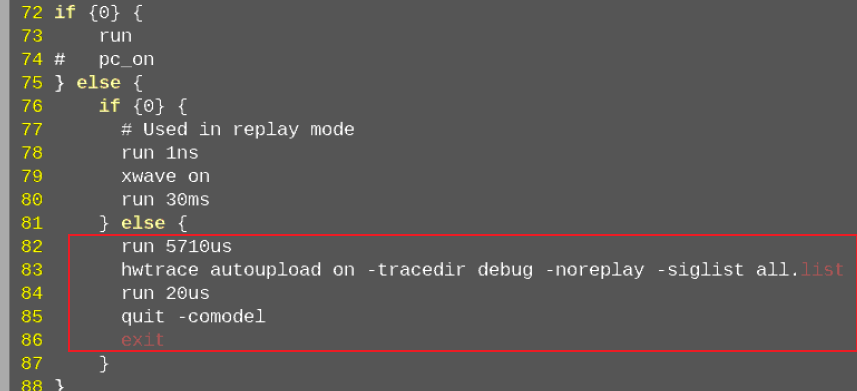 72 if {0} {
73     run
74 #   pc_on
75 } else {
76     if {0} {
77       # Used in replay mode
78       run 1ns
79       xwave on
80       run 30ms
81     } else {
82       run 5710us
83       hwtrace autoupload on -tracedir debug -noreplay -siglist all.list
84       run 20us
85       quit -comodel
86       exit
87     }
88 }